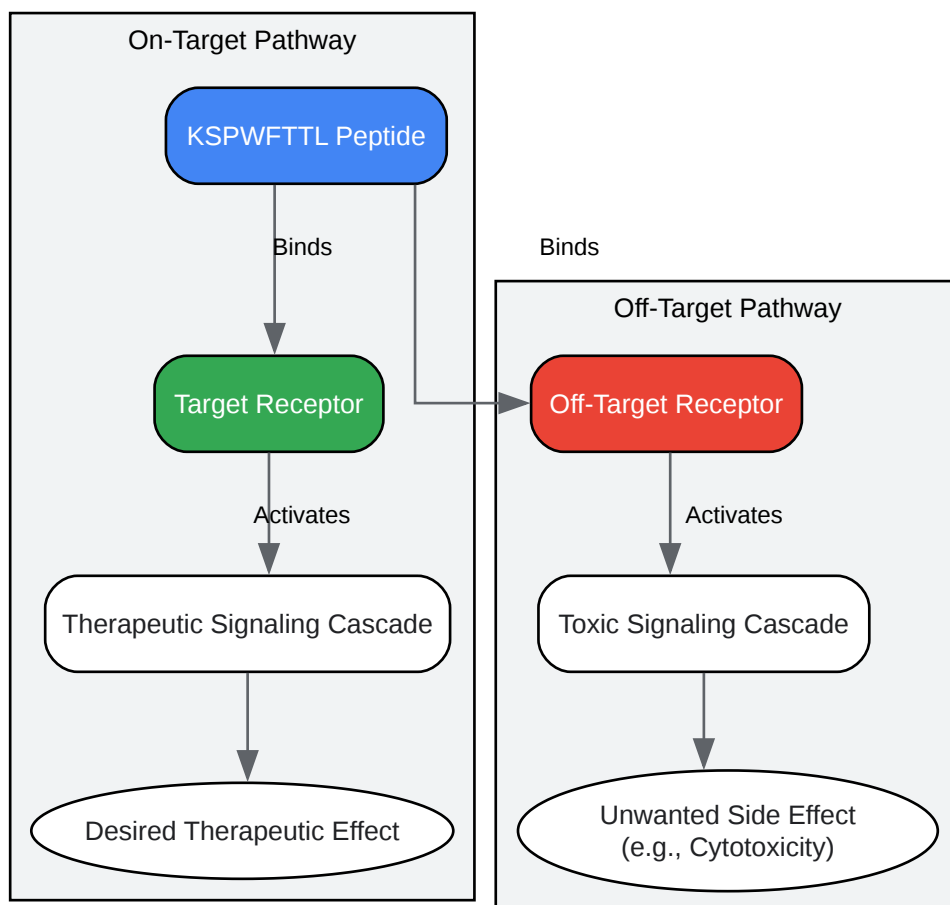 On-Target Pathway
KSPWFTTL Peptide
Binds
Binds
Off-Target Pathway
Target Receptor
Off-Target Receptor
Activates
Activates
Therapeutic Signaling Cascade
Toxic Signaling Cascade
Desired Therapeutic Effect
Unwanted Side Effect
(e.g., Cytotoxicity)